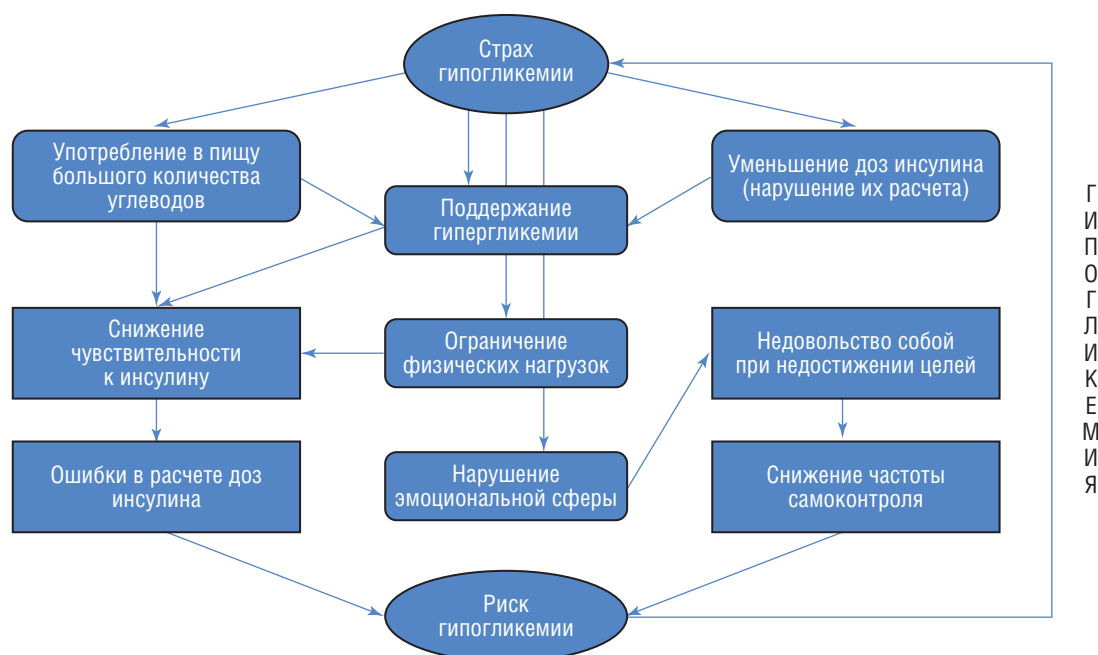 Страх
гипогликемии
Употребление в пищу
большого количества
углеводов
Поддержание
гипергликемии
Уменьшение доз инсулина
(нарушение их расчета)
Снижение
чувствительности
к инсулину
Ограничение
физических нагрузок
Недовольство собой
при недостижении целей
Ошибки в расчете доз
инсулина
Нарушение
эмоциональной сферы
Снижение частоты
самоконтроля
Риск
гипогликемии
ГИПОГЛИКЕМИЯ